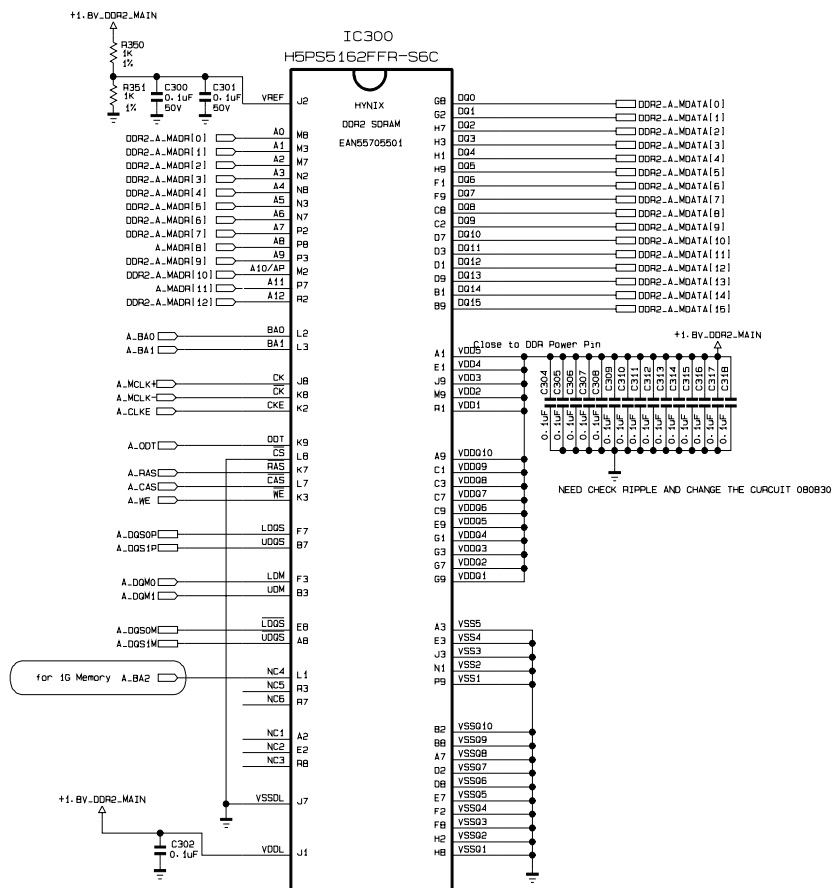 +1.8V_DDR2_MAIN
IC300
H5PS5162FFR-S6C
R350
1K
1%
R351
1K
1%
C300
0.1uF
50V
C301
0.1uF
50V
VREF J2
HYNIX
DDR2 SDRAM
EAN55705501
G8 DQ0 DDR2_A_MDATA[0]
G2 DQ1 DDR2_A_MDATA[1]
H7 DQ2 DDR2_A_MDATA[2]
H3 DQ3 DDR2_A_MDATA[3]
H1 DQ4 DDR2_A_MDATA[4]
H9 DQ5 DDR2_A_MDATA[5]
F1 DQ6 DDR2_A_MDATA[6]
F9 DQ7 DDR2_A_MDATA[7]
C8 DQ8 DDR2_A_MDATA[8]
C2 DQ9 DDR2_A_MDATA[9]
D7 DQ10 DDR2_A_MDATA[10]
D3 DQ11 DDR2_A_MDATA[11]
D1 DQ12 DDR2_A_MDATA[12]
D9 DQ13 DDR2_A_MDATA[13]
B1 DQ14 DDR2_A_MDATA[14]
B9 DQ15 DDR2_A_MDATA[15]
DDR2_A_MADR[0] A0 M8
DDR2_A_MADR[1] A1 M3
DDR2_A_MADR[2] A2 M7
DDR2_A_MADR[3] A3 N2
DDR2_A_MADR[4] A4 N8
DDR2_A_MADR[5] A5 N3
DDR2_A_MADR[6] A6 N7
DDR2_A_MADR[7] A7 P2
A_MADR[8] A8 P8
DDR2_A_MADR[9] A9 P3
DDR2_A_MADR[10] A10/AP M2
A_MADR[11] A11 P7
DDR2_A_MADR[12] A12 R2
A_BA0 BA0 L2
A_BA1 BA1 L3
A_MCLK+ CK J8
A_MCLK- CK K8
A_CLKE CKE K2
A_ODT ODT K9
CS L8
A_RAS RAS K7
A_CAS CAS L7
A_WE WE K3
A_DQS0P LDQS F7
A_DQS1P UDQS B7
A_DQM0 LDM F3
A_DQM1 UDM B3
A_DQS0M LDQS E8
A_DQS1M UDQS A8
for 1G Memory A_BA2 NC4 L1
NC5 R3
NC6 R7
NC1 A2
NC2 E2
NC3 R8
VSSDL J7
+1.8V_DDR2_MAIN
C302
0.1uF
VDDL J1
Close to DDR Power Pin
+1.8V_DDR2_MAIN
A1 VDD5
E1 VDD4
J9 VDD3
M9 VDD2
R1 VDD1
C304 0.1uF
C305 0.1uF
C306 0.1uF
C307 0.1uF
C308 0.1uF
C309 0.1uF
C310 0.1uF
C311 0.1uF
C312 0.1uF
C313 0.1uF
C314 0.1uF
C315 0.1uF
C316 0.1uF
C317 0.1uF
C318 0.1uF
A9 VDDQ10
C1 VDDQ9
C3 VDDQ8
C7 VDDQ7
C9 VDDQ6
E9 VDDQ5
G1 VDDQ4
G3 VDDQ3
G7 VDDQ2
G9 VDDQ1
NEED CHECK RIPPLE AND CHANGE THE CURCUIT 080830
A3 VSS5
E3 VSS4
J3 VSS3
N1 VSS2
P9 VSS1
B2 VSSQ10
B8 VSSQ9
A7 VSSQ8
D2 VSSQ7
D8 VSSQ6
E7 VSSQ5
F2 VSSQ4
F8 VSSQ3
H2 VSSQ2
H8 VSSQ1